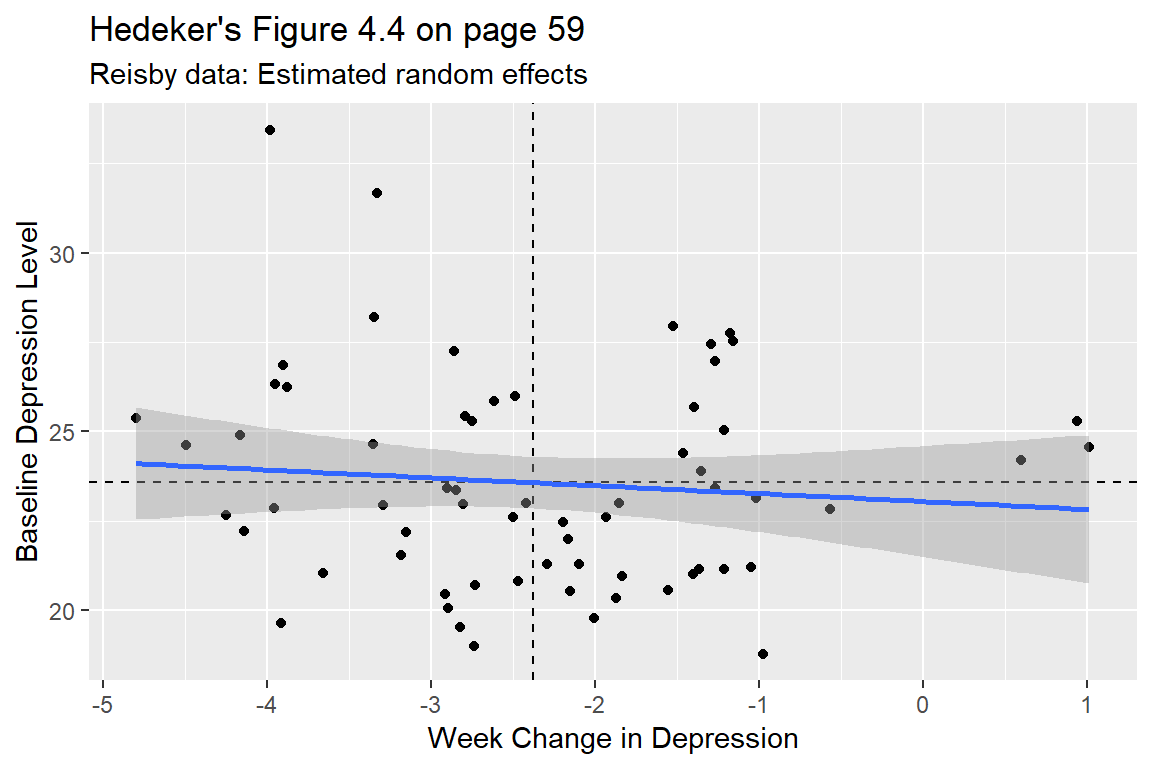 Hedeker's Figure 4.4 on page 59
Reisby data: Estimated random effects
Baseline Depression Level
30
25
20
-5 -4 -3 -2 -1 0 1
Week Change in Depression